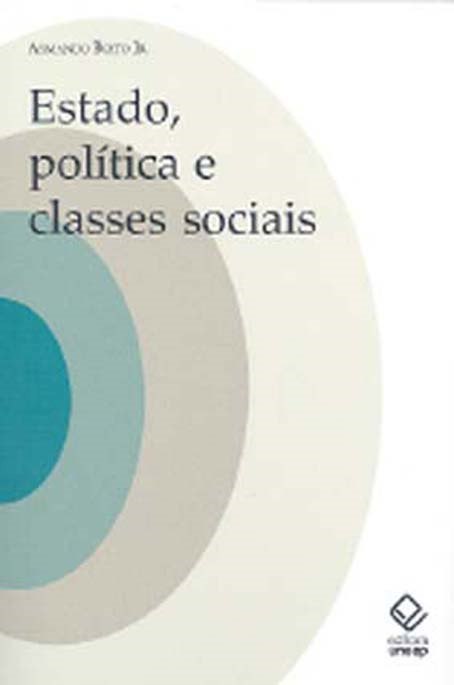 Armando Boito Jr.
Estado,
política e
classes sociais
editora
unesp